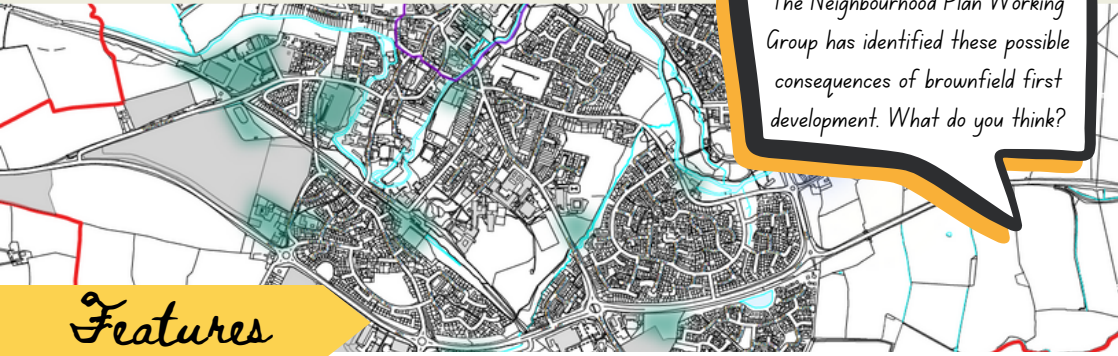 The Neighbourhood Plan Working
Group has identified these possible
consequences of brownfield first
development. What do you think?
Features